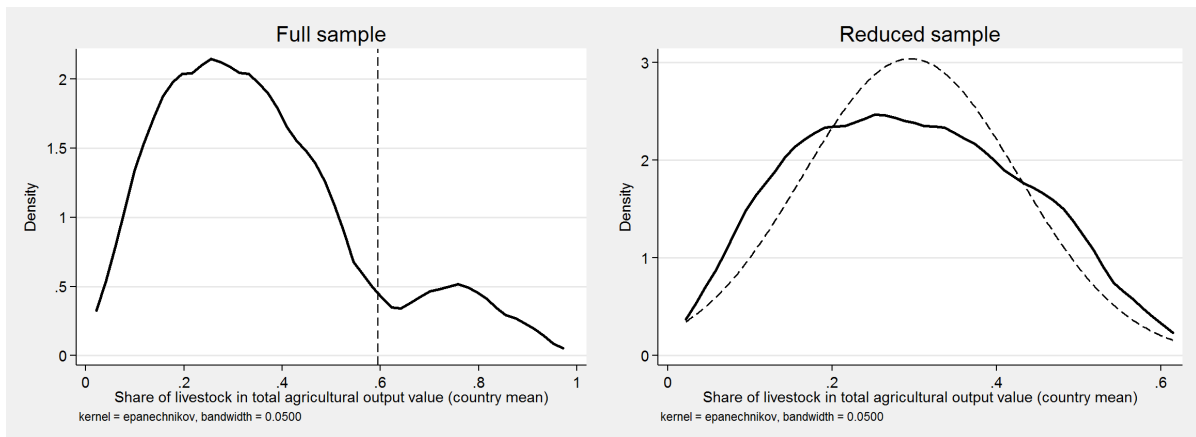 Full sample
Density
2
1.5
1
.5
0
0 .2 .4 .6 .8 1
Share of livestock in total agricultural output value (country mean)
kernel = epanechnikov, bandwidth = 0.0500
Reduced sample
Density
3
2
1
0
0 .2 .4 .6
Share of livestock in total agricultural output value (country mean)
kernel = epanechnikov, bandwidth = 0.0500